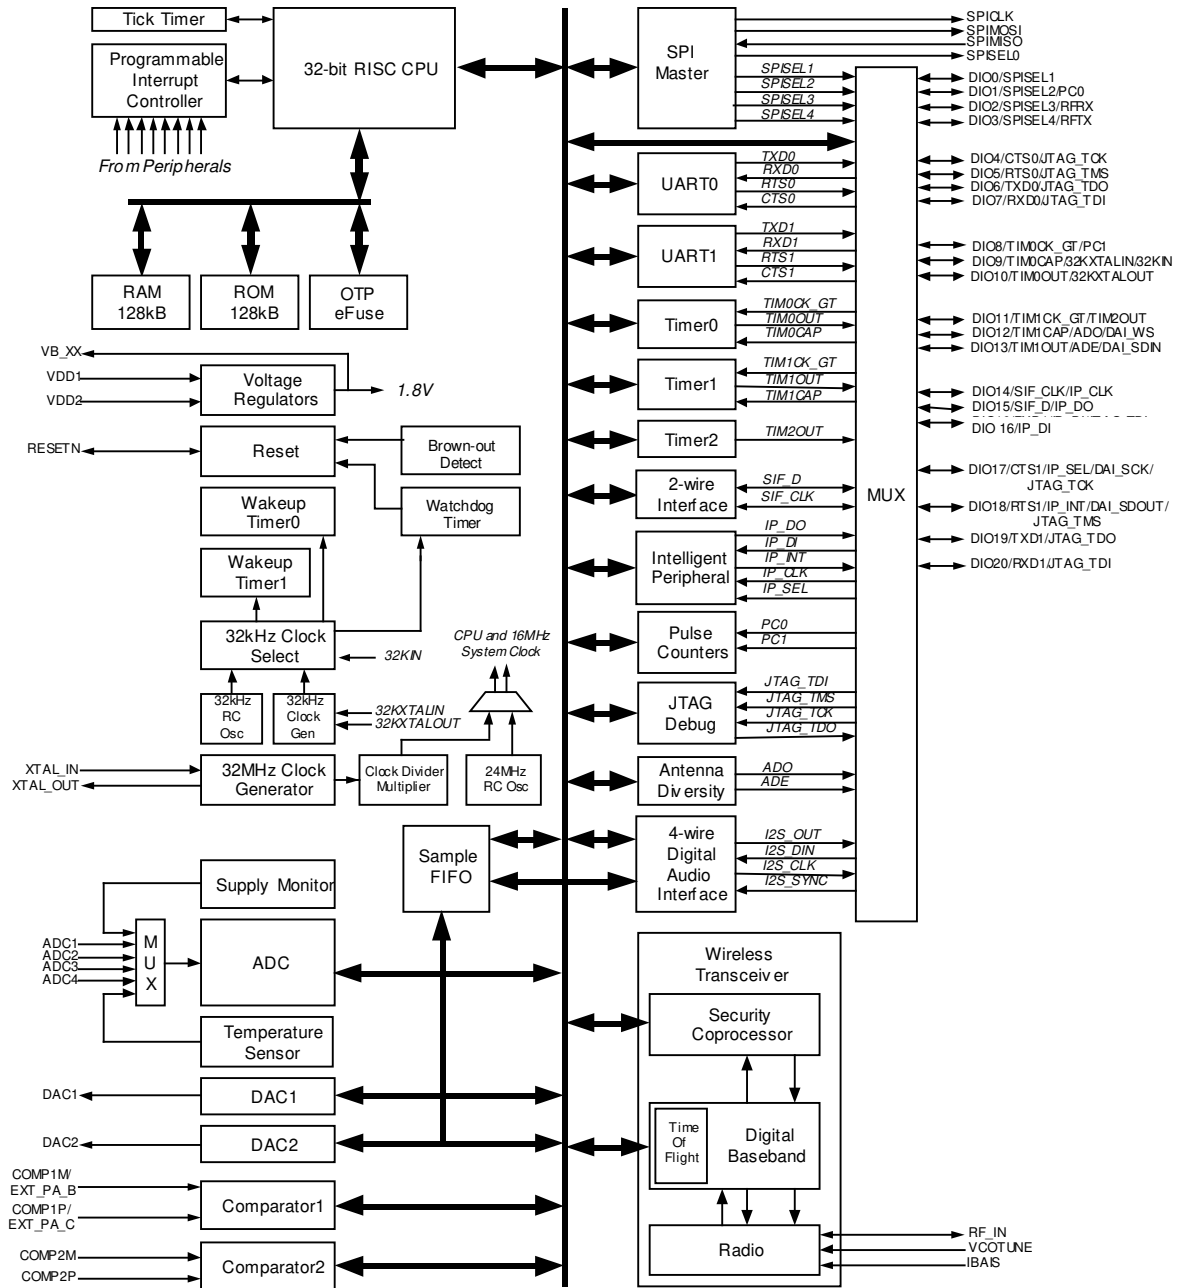 Tick Timer
Programmable
Interrupt
Controller
From Peripherals
32-bit RISC CPU
RAM
128kB
ROM
128kB
OTP
eFuse
VB_XX
VDD1
VDD2
Voltage
Regulators
1.8V
RESETN
Reset
Brown-out
Detect
Wakeup
Timer0
Watchdog
Timer
Wakeup
Timer1
32kHz Clock
Select
32KIN
CPU and 16MHz
System Clock
32kHz
RC
Osc
32kHz
Clock
Gen
32KXTALIN
32KXTALOUT
XTAL_IN
XTAL_OUT
32MHz Clock
Generator
Clock Divider
Multiplier
24MHz
RC Osc
Sample
FIFO
Supply Monitor
ADC1
ADC2
ADC3
ADC4
M
U
X
ADC
Temperature
Sensor
DAC1
DAC1
DAC2
DAC2
COMP1M/
EXT_PA_B
COMP1P/
EXT_PA_C
Comparator1
COMP2M
COMP2P
Comparator2
SPI
Master
SPICLK
SPIMOSI
SPIMISO
SPISEL0
SPISEL1
SPISEL2
SPISEL3
SPISEL4
UART0
TXD0
RXD0
RTS0
CTS0
UART1
TXD1
RXD1
RTS1
CTS1
Timer0
TIM0CK_GT
TIM0OUT
TIM0CAP
Timer1
TIM1CK_GT
TIM1OUT
TIM1CAP
Timer2
TIM2OUT
2-wire
Interface
SIF_D
SIF_CLK
Intelligent
Peripheral
IP_DO
IP_DI
IP_INT
IP_CLK
IP_SEL
Pulse
Counters
PC0
PC1
JTAG
Debug
JTAG_TDI
JTAG_TMS
JTAG_TCK
JTAG_TDO
Antenna
Diversity
ADO
ADE
4-wire
Digital
Audio
Interface
I2S_OUT
I2S_DIN
I2S_CLK
I2S_SYNC
MUX
DIO0/SPISEL1
DIO1/SPISEL2/PC0
DIO2/SPISEL3/RFRX
DIO3/SPISEL4/RFTX
DIO4/CTS0/JTAG_TCK
DIO5/RTS0/JTAG_TMS
DIO6/TXD0/JTAG_TDO
DIO7/RXD0/JTAG_TDI
DIO8/TIM0CK_GT/PC1
DIO9/TIM0CAP/32KXTALIN/32KIN
DIO10/TIM0OUT/32KXTALOUT
DIO11/TIM1CK_GT/TIM2OUT
DIO12/TIM1CAP/ADO/DAI_WS
DIO13/TIM1OUT/ADE/DAI_SDIN
DIO14/SIF_CLK/IP_CLK
DIO15/SIF_D/IP_DO
DIO 16/IP_DI
DIO17/CTS1/IP_SEL/DAI_SCK/
JTAG_TCK
DIO18/RTS1/IP_INT/DAI_SDOUT/
JTAG_TMS
DIO19/TXD1/JTAG_TDO
DIO20/RXD1/JTAG_TDI
Wireless
Transceiver
Security
Coprocessor
Time
Of
Flight
Digital
Baseband
Radio
RF_IN
VCOTUNE
IBAIS